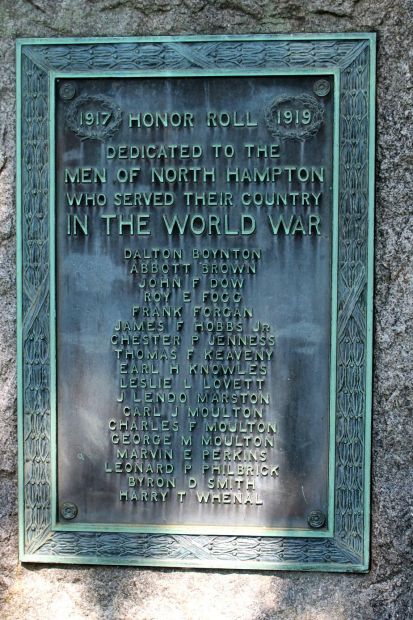 1917 HONOR ROLL 1919
DEDICATED TO THE
MEN OF NORTH HAMPTON
WHO SERVED THEIR COUNTRY
IN THE WORLD WAR
DALTON BOYNTON
ABBOTT BROWN
JOHN F DOW
ROY E FOGG
FRANK FORGAN
JAMES F HOBBS JR
CHESTER F JENNESS
THOMAS F KEAVENY
EARL H KNOWLES
LESLIE L LOVETT
J LENDO MARSTON
CARL J MOULTON
CHARLES F MOULTON
GEORGE M MOULTON
MARVIN E PERKINS
LEONARD P PHILBRICK
BYRON D SMITH
HARRY T WHENAL